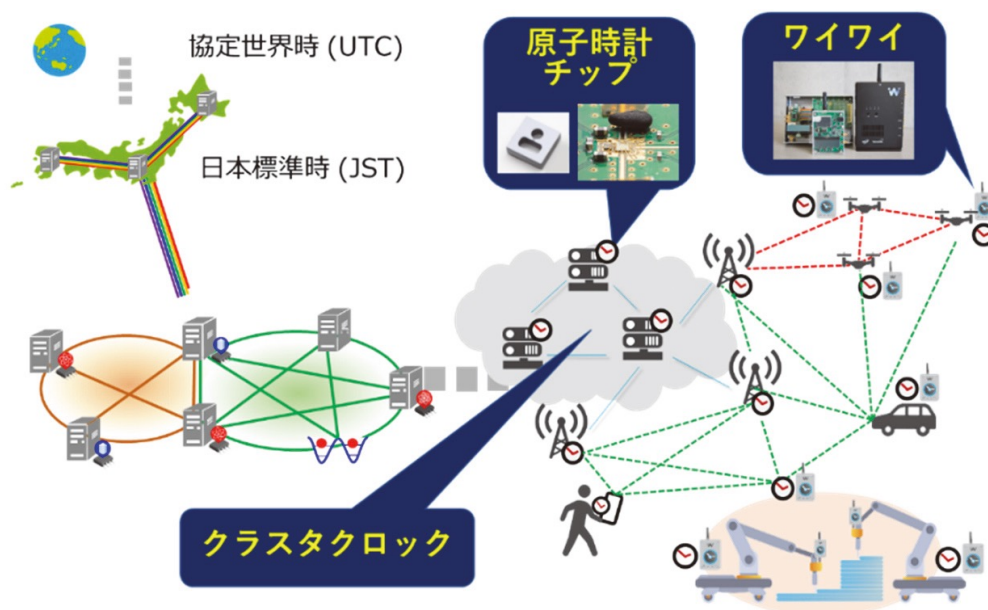 協定世界時 (UTC)
日本標準時 (JST)
原子時計
チップ
ワイワイ
W
クラスタクロック